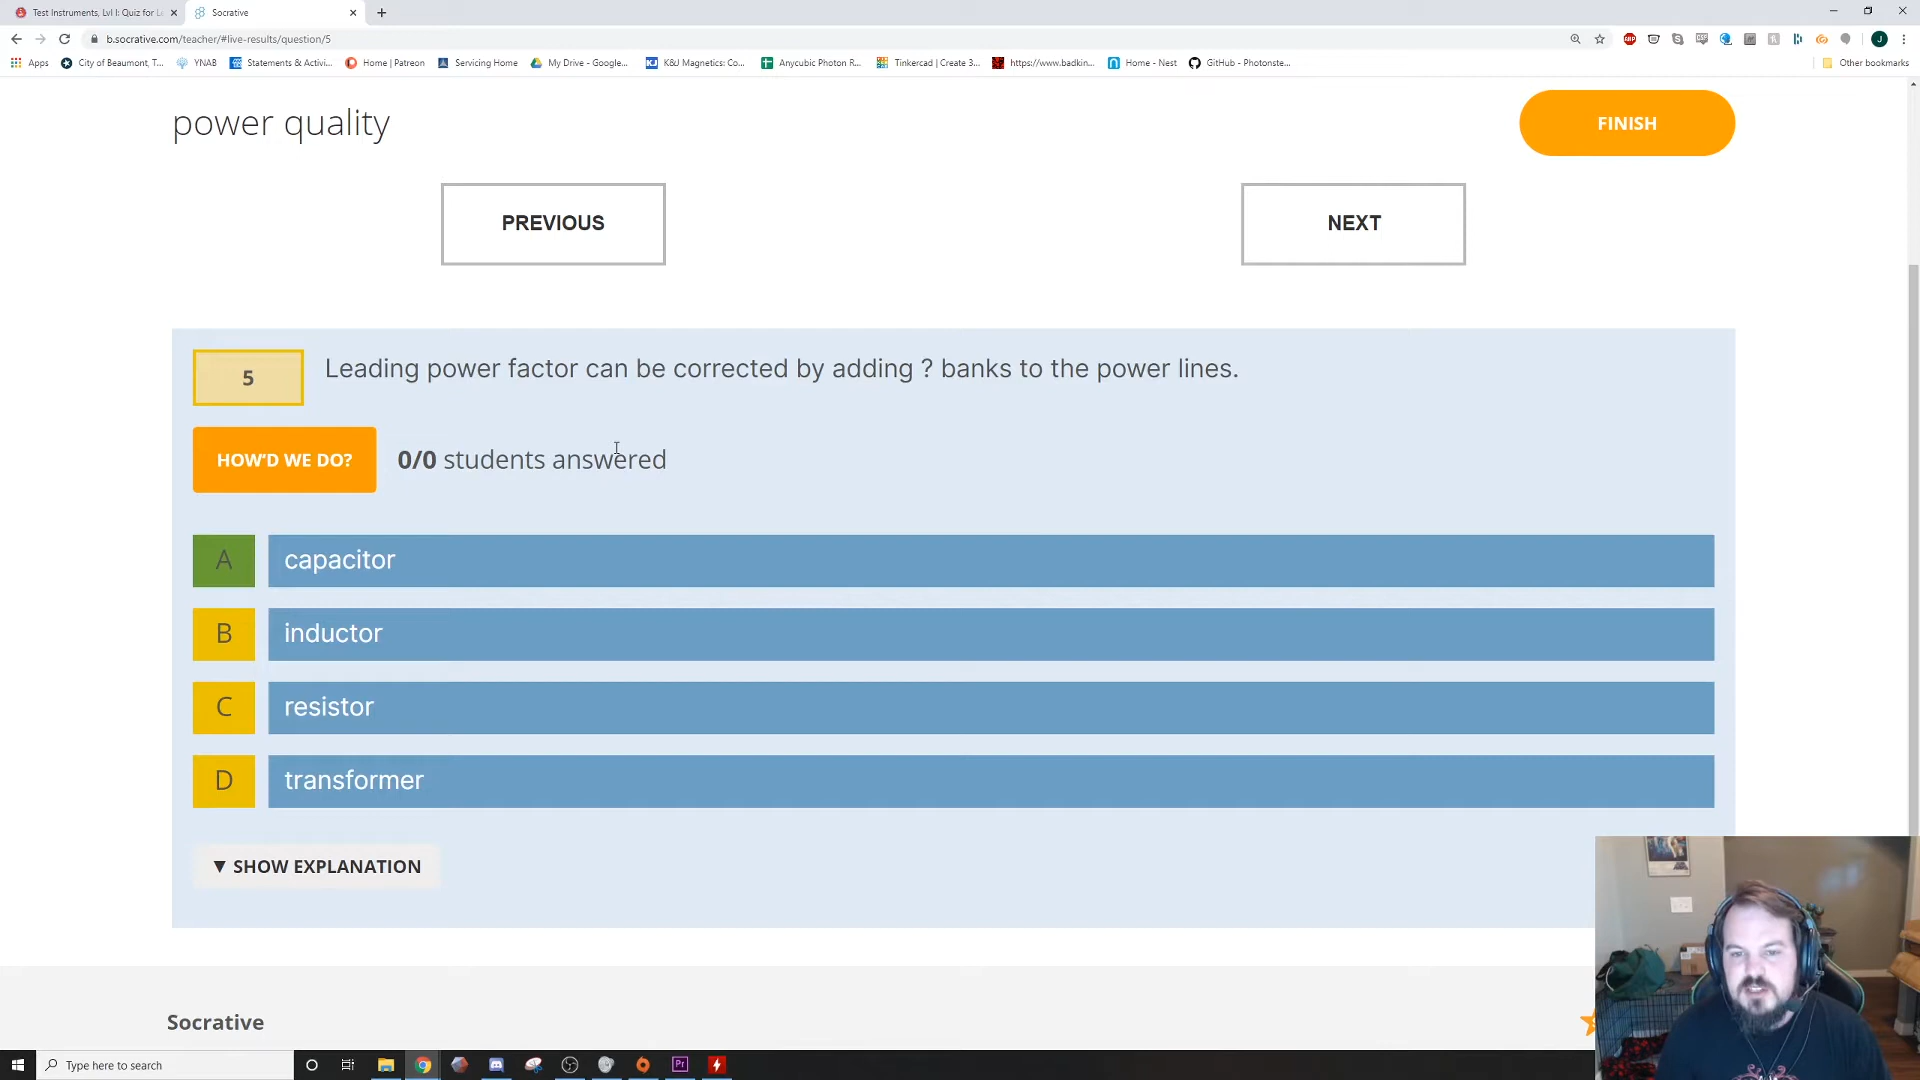 Test Instruments, Lvl I: Quiz for L
Socrative
b.socrative.com/teacher/#live-results/question/5
Apps
City of Beaumont, T...
YNAB
Statements & Activi...
Home | Patreon
Servicing Home
My Drive - Google...
K&J Magnetics: Co...
Anycubic Photon R...
Tinkercad | Create 3...
https://www.badkin...
Home - Nest
GitHub - Photonste...
Other bookmarks
power quality
FINISH
PREVIOUS
NEXT
5
Leading power factor can be corrected by adding ? banks to the power lines.
HOW'D WE DO?
0/0 students answered
A
capacitor
B
inductor
C
resistor
D
transformer
▼ SHOW EXPLANATION
Socrative
Type here to search